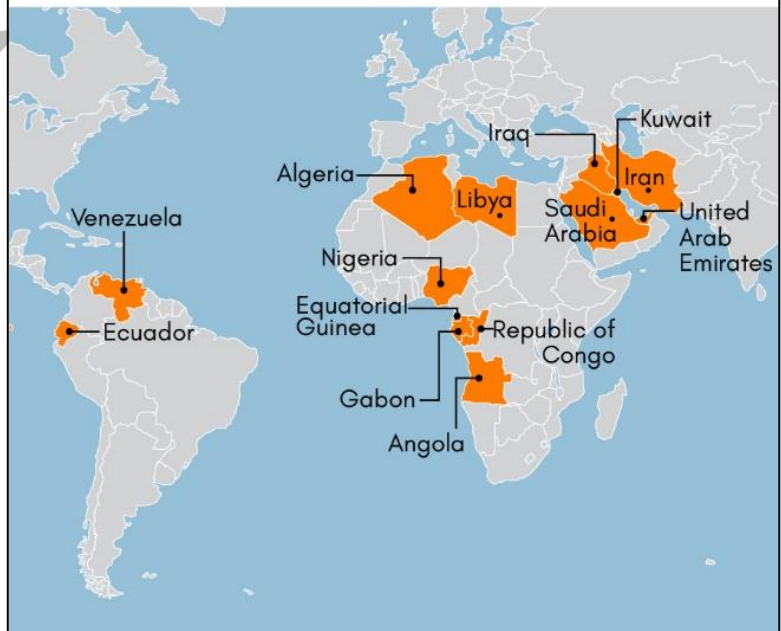 Kuwait
Iraq
Algeria
Iran
Libya
Venezuela
Saudi
Arabia
United
Arab
Emirates
Nigeria
Equatorial
Guinea
Ecuador
Republic of
Congo
Gabon
Angola